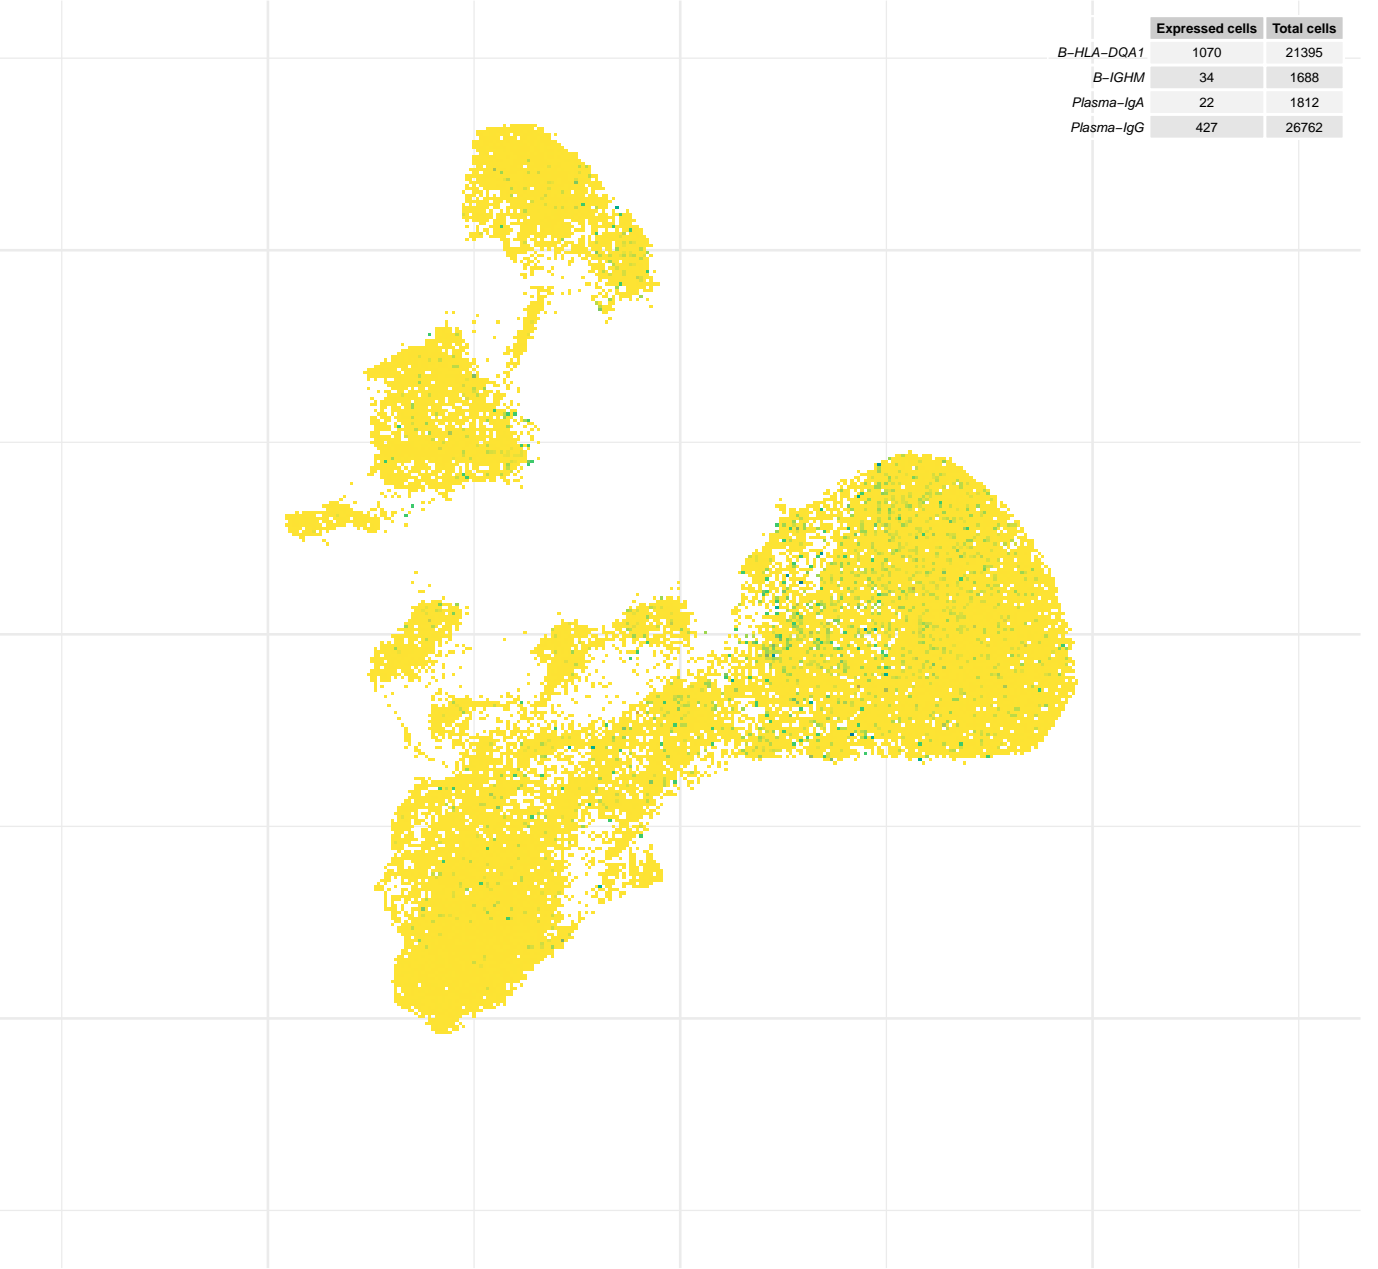 Expressed cells Total cells
B−HLA−DQA1 1070 21395
B−IGHM 34 1688
Plasma−IgA 22 1812
Plasma−IgG 427 26762